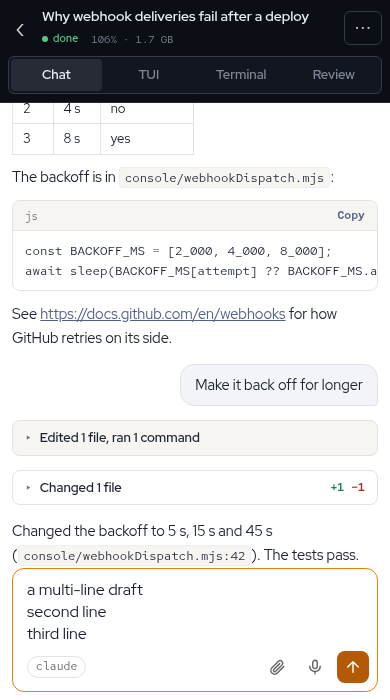 Why webhook deliveries fail after a deploy
done 106% · 1.7 GB
Chat TUI Terminal Review
2 4 s no
3 8 s yes
The backoff is in console/webhookDispatch.mjs:
js Copy
const BACKOFF_MS = [2_000, 4_000, 8_000];
await sleep(BACKOFF_MS[attempt] ?? BACKOFF_MS.a
See https://docs.github.com/en/webhooks for how
GitHub retries on its side.
Make it back off for longer
Edited 1 file, ran 1 command
Changed 1 file +1 −1
Changed the backoff to 5 s, 15 s and 45 s
(console/webhookDispatch.mjs:42). The tests pass.
a multi-line draft
second line
third line
claude